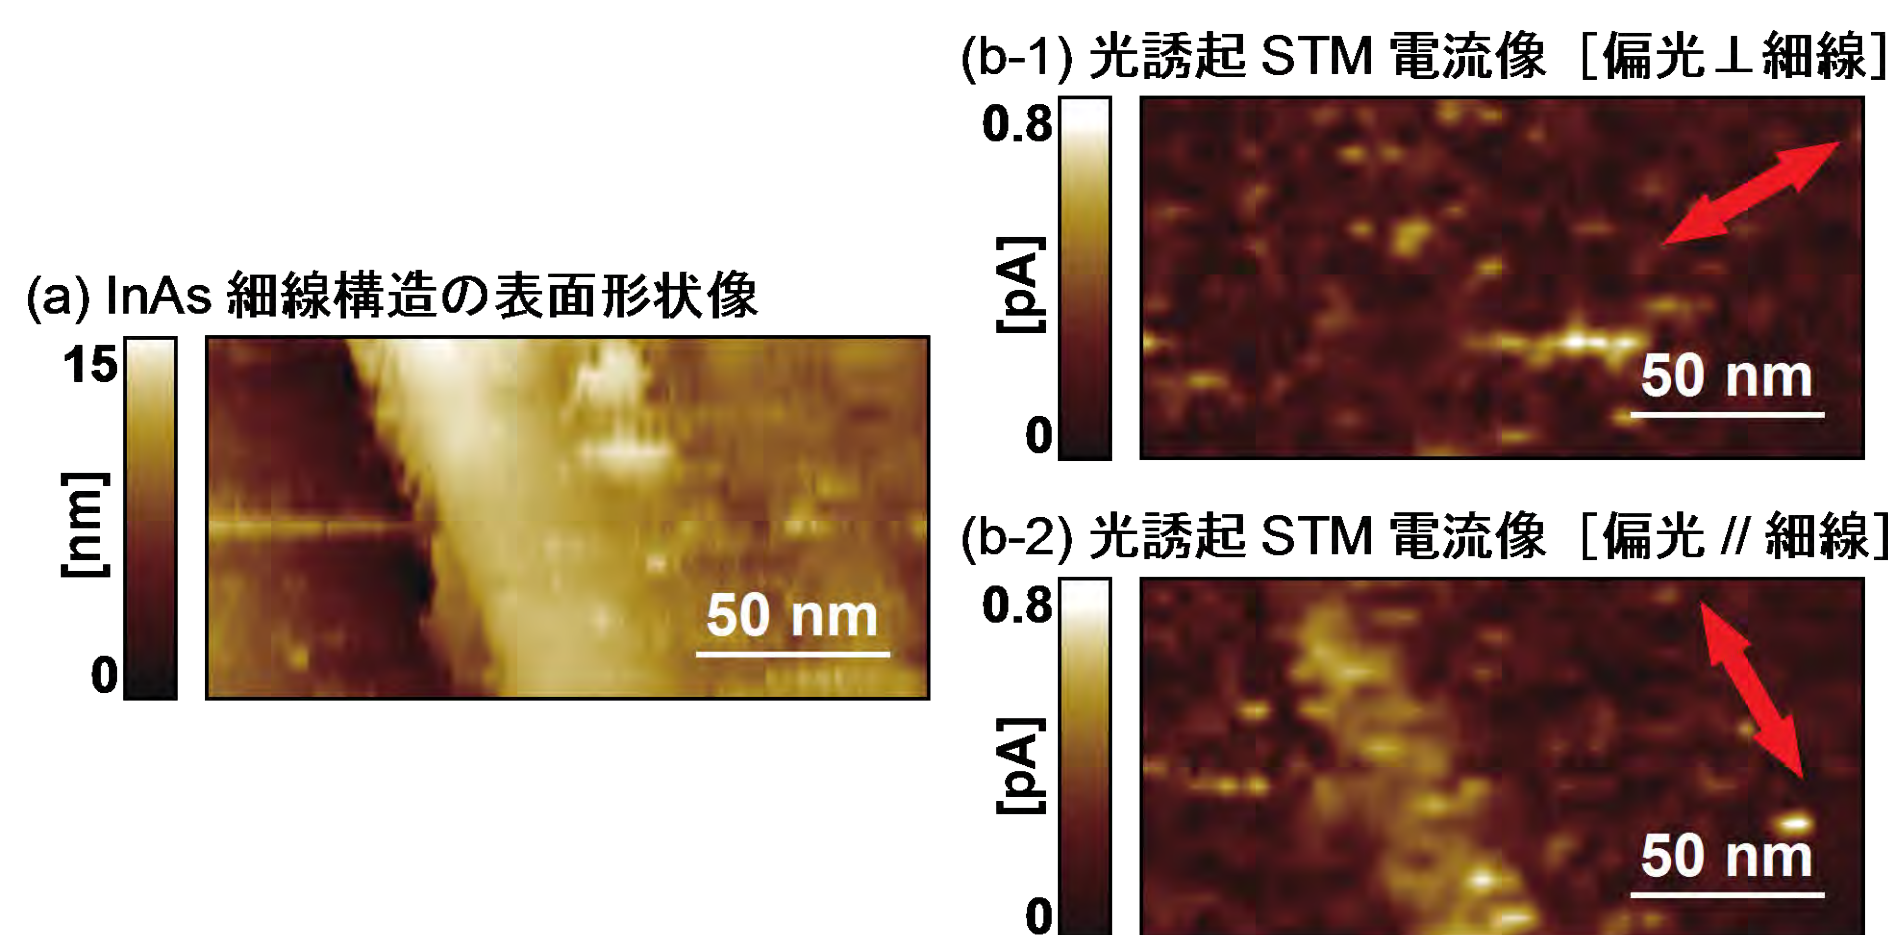 (a) InAs 細線構造の表面形状像
15
[nm]
0
50 nm
(b-1) 光誘起 STM 電流像 [偏光⊥細線]
0.8
[pA]
0
50 nm
(b-2) 光誘起 STM 電流像 [偏光 // 細線]
0.8
[pA]
0
50 nm